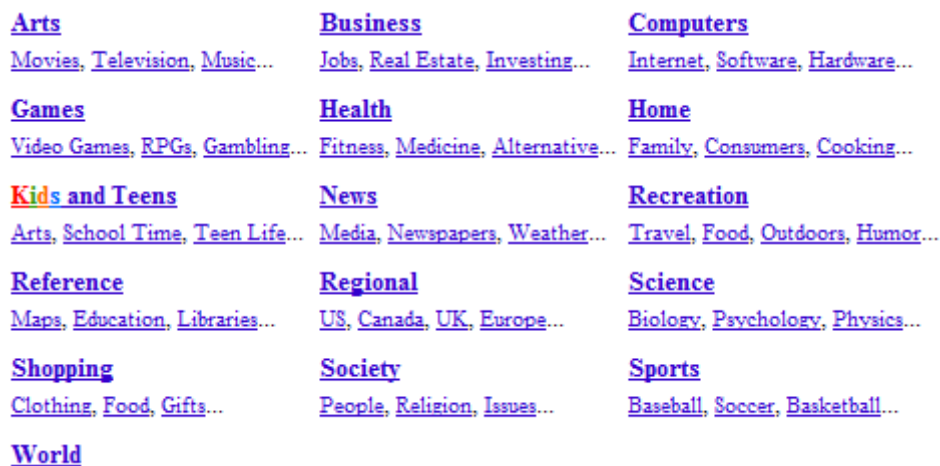 Arts Business Computers
Movies, Television, Music... Jobs, Real Estate, Investing... Internet, Software, Hardware...
Games Health Home
Video Games, RPGs, Gambling... Fitness, Medicine, Alternative... Family, Consumers, Cooking...
Kids and Teens News Recreation
Arts, School Time, Teen Life... Media, Newspapers, Weather... Travel, Food, Outdoors, Humor...
Reference Regional Science
Maps, Education, Libraries... US, Canada, UK, Europe... Biology, Psychology, Physics...
Shopping Society Sports
Clothing, Food, Gifts... People, Religion, Issues... Baseball, Soccer, Basketball...
World